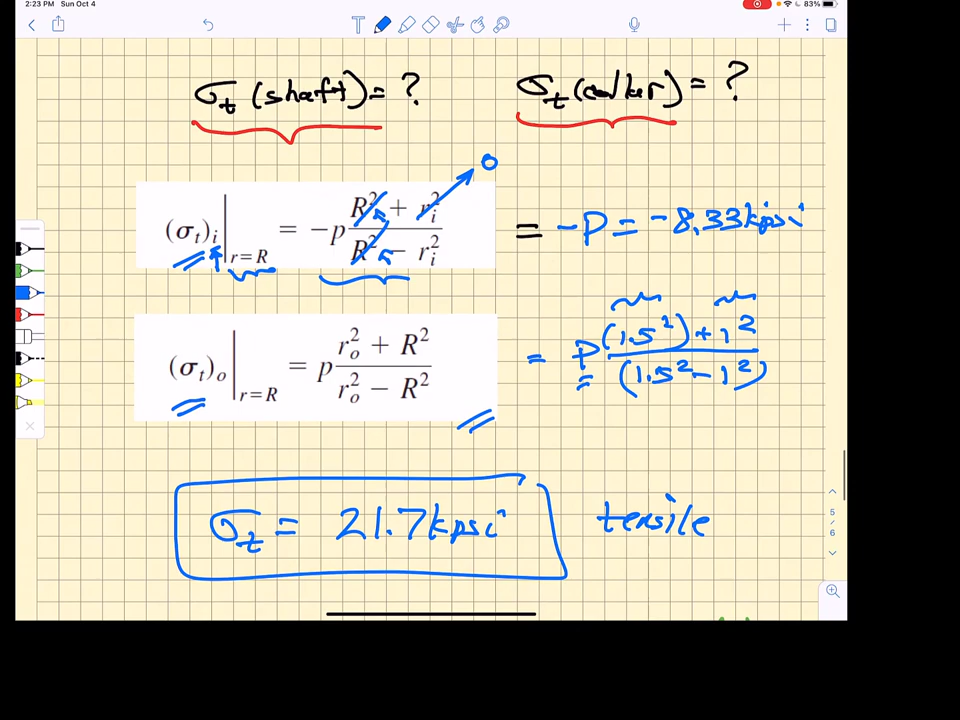 2:23 PM Sun Oct 4
83%
T
σt (shaft) = ?
σt (collar) = ?
0
(σt)i | r=R = −p (R² + ri²) / (R² − ri²)
= −P = −8.33 kpsi
(σt)o | r=R = p (ro² + R²) / (ro² − R²)
= P ((1.5²) + 1²) / (1.5² − 1²)
σt = 21.7 kpsi
tensile
5
/
6